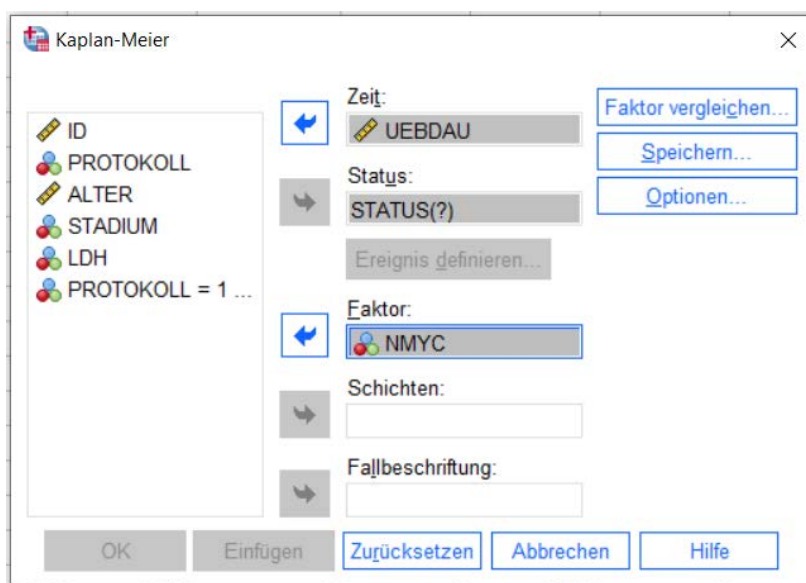 Kaplan-Meier
ID
PROTOKOLL
ALTER
STADIUM
LDH
PROTOKOLL = 1 ...
Zeit:
UEBDAU
Status:
STATUS(?)
Ereignis definieren...
Faktor:
NMYC
Schichten:
Fallbeschriftung:
Faktor vergleichen...
Speichern...
Optionen...
OK
Einfügen
Zurücksetzen
Abbrechen
Hilfe